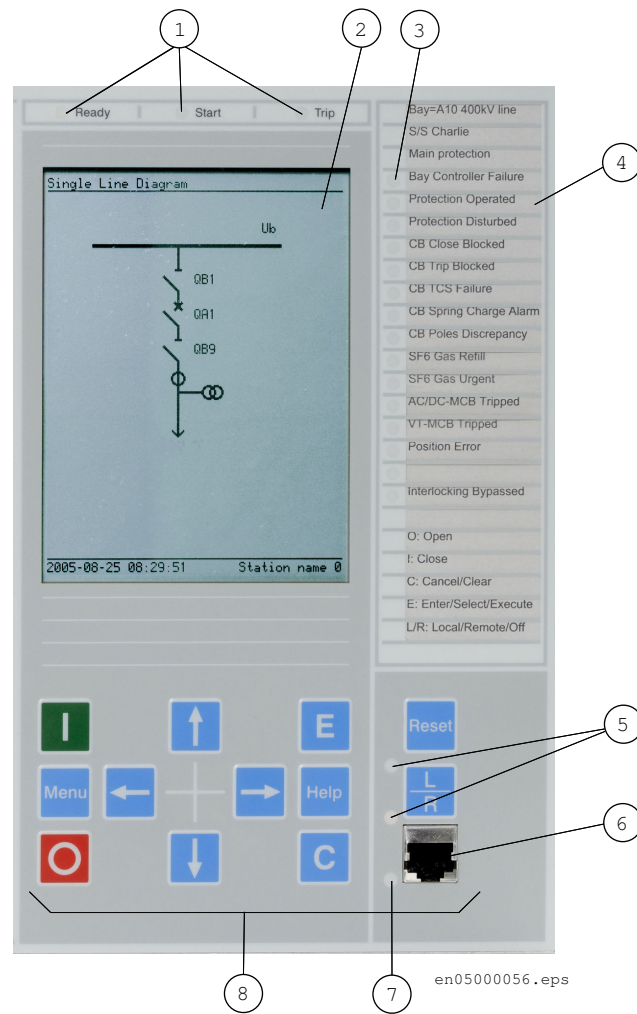 1
2
3
4
Ready
Start
Trip
Single Line Diagram
Ub
QB1
QA1
QB9
2005-08-25 08:29:51
Station name 0
Bay=A10 400kV line
S/S Charlie
Main protection
Bay Controller Failure
Protection Operated
Protection Disturbed
CB Close Blocked
CB Trip Blocked
CB TCS Failure
CB Spring Charge Alarm
CB Poles Discrepancy
SF6 Gas Refill
SF6 Gas Urgent
AC/DC-MCB Tripped
VT-MCB Tripped
Position Error
Interlocking Bypassed
O: Open
I: Close
C: Cancel/Clear
E: Enter/Select/Execute
L/R: Local/Remote/Off
I
E
Menu
Help
O
C
Reset
L
R
5
6
8
7
en05000056.eps